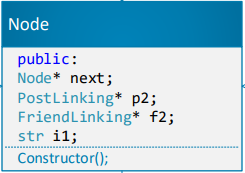 Node
public:
Node* next;
PostLinking* p2;
FriendLinking* f2;
str i1;
Constructor();